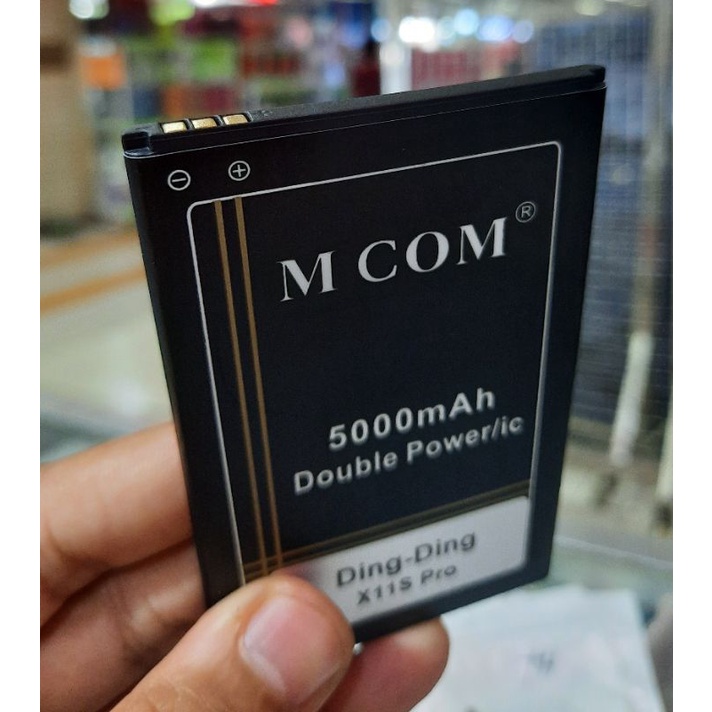 ⊖ ⊕
M COM ®
5000mAh
Double Power/ic
Ding-Ding
X11S Pro